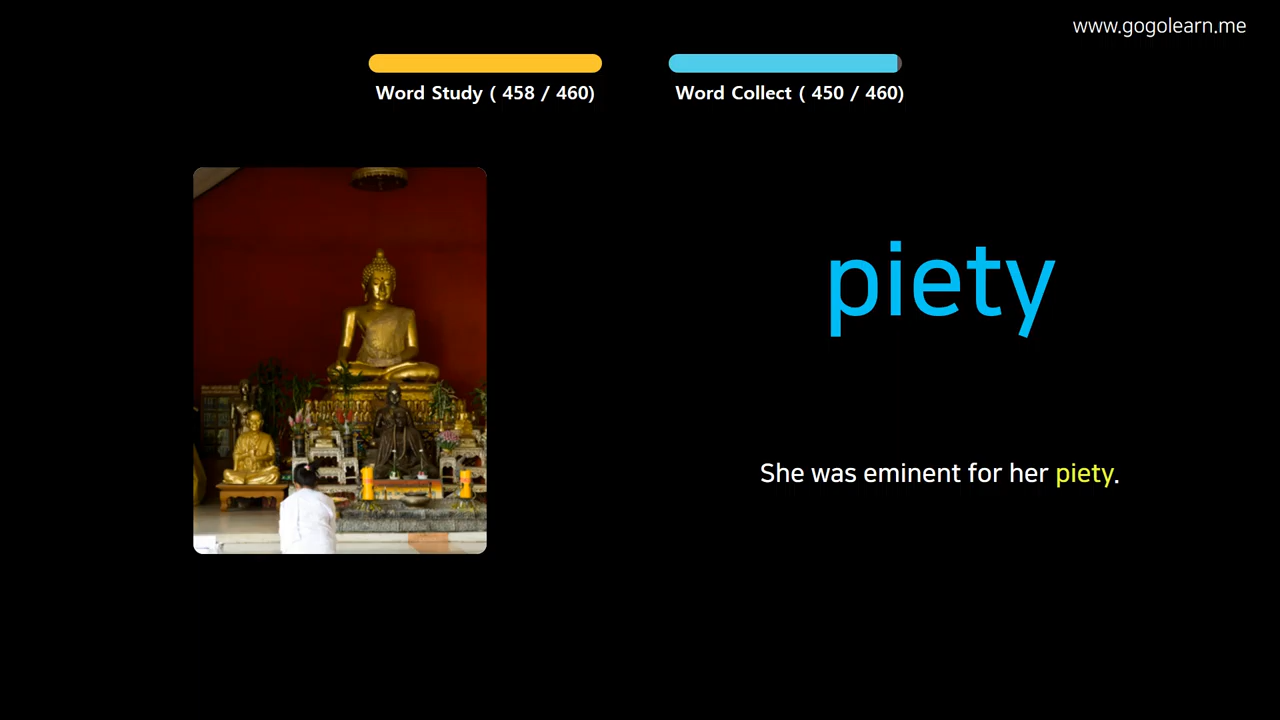 www.gogolearn.me
Word Study ( 458 / 460)
Word Collect ( 450 / 460)
piety
She was eminent for her piety.